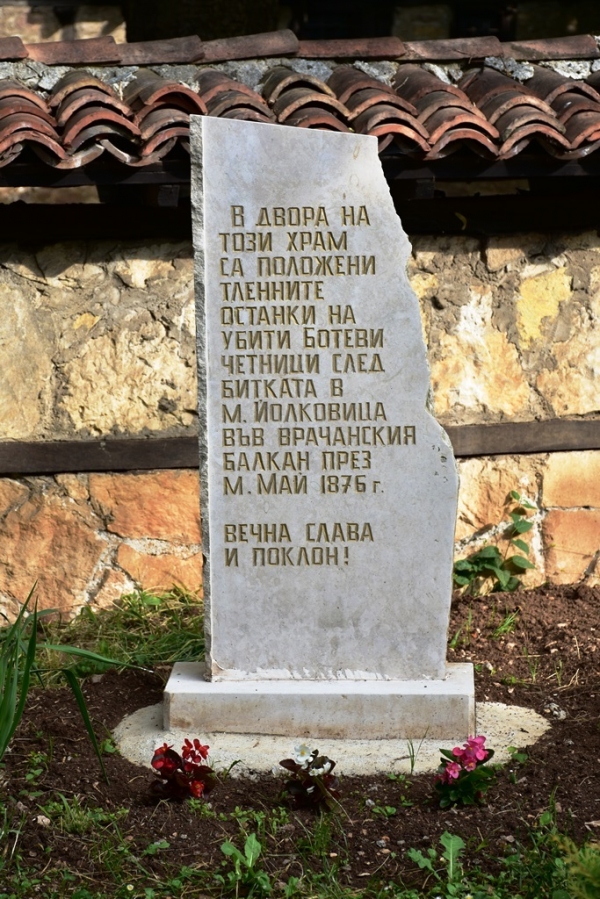 В ДВОРА НА
ТОЗИ ХРАМ
СА ПОЛОЖЕНИ
ТЛЕННИТЕ
ОСТАНКИ НА
УБИТИ БОТЕВИ
ЧЕТНИЦИ СЛЕД
БИТКАТА В
М. ЙОЛКОВИЦА
ВЪВ ВРАЧАНСКИЯ
БАЛКАН ПРЕЗ
М. МАЙ 1876 г.
ВЕЧНА СЛАВА
И ПОКЛОН!